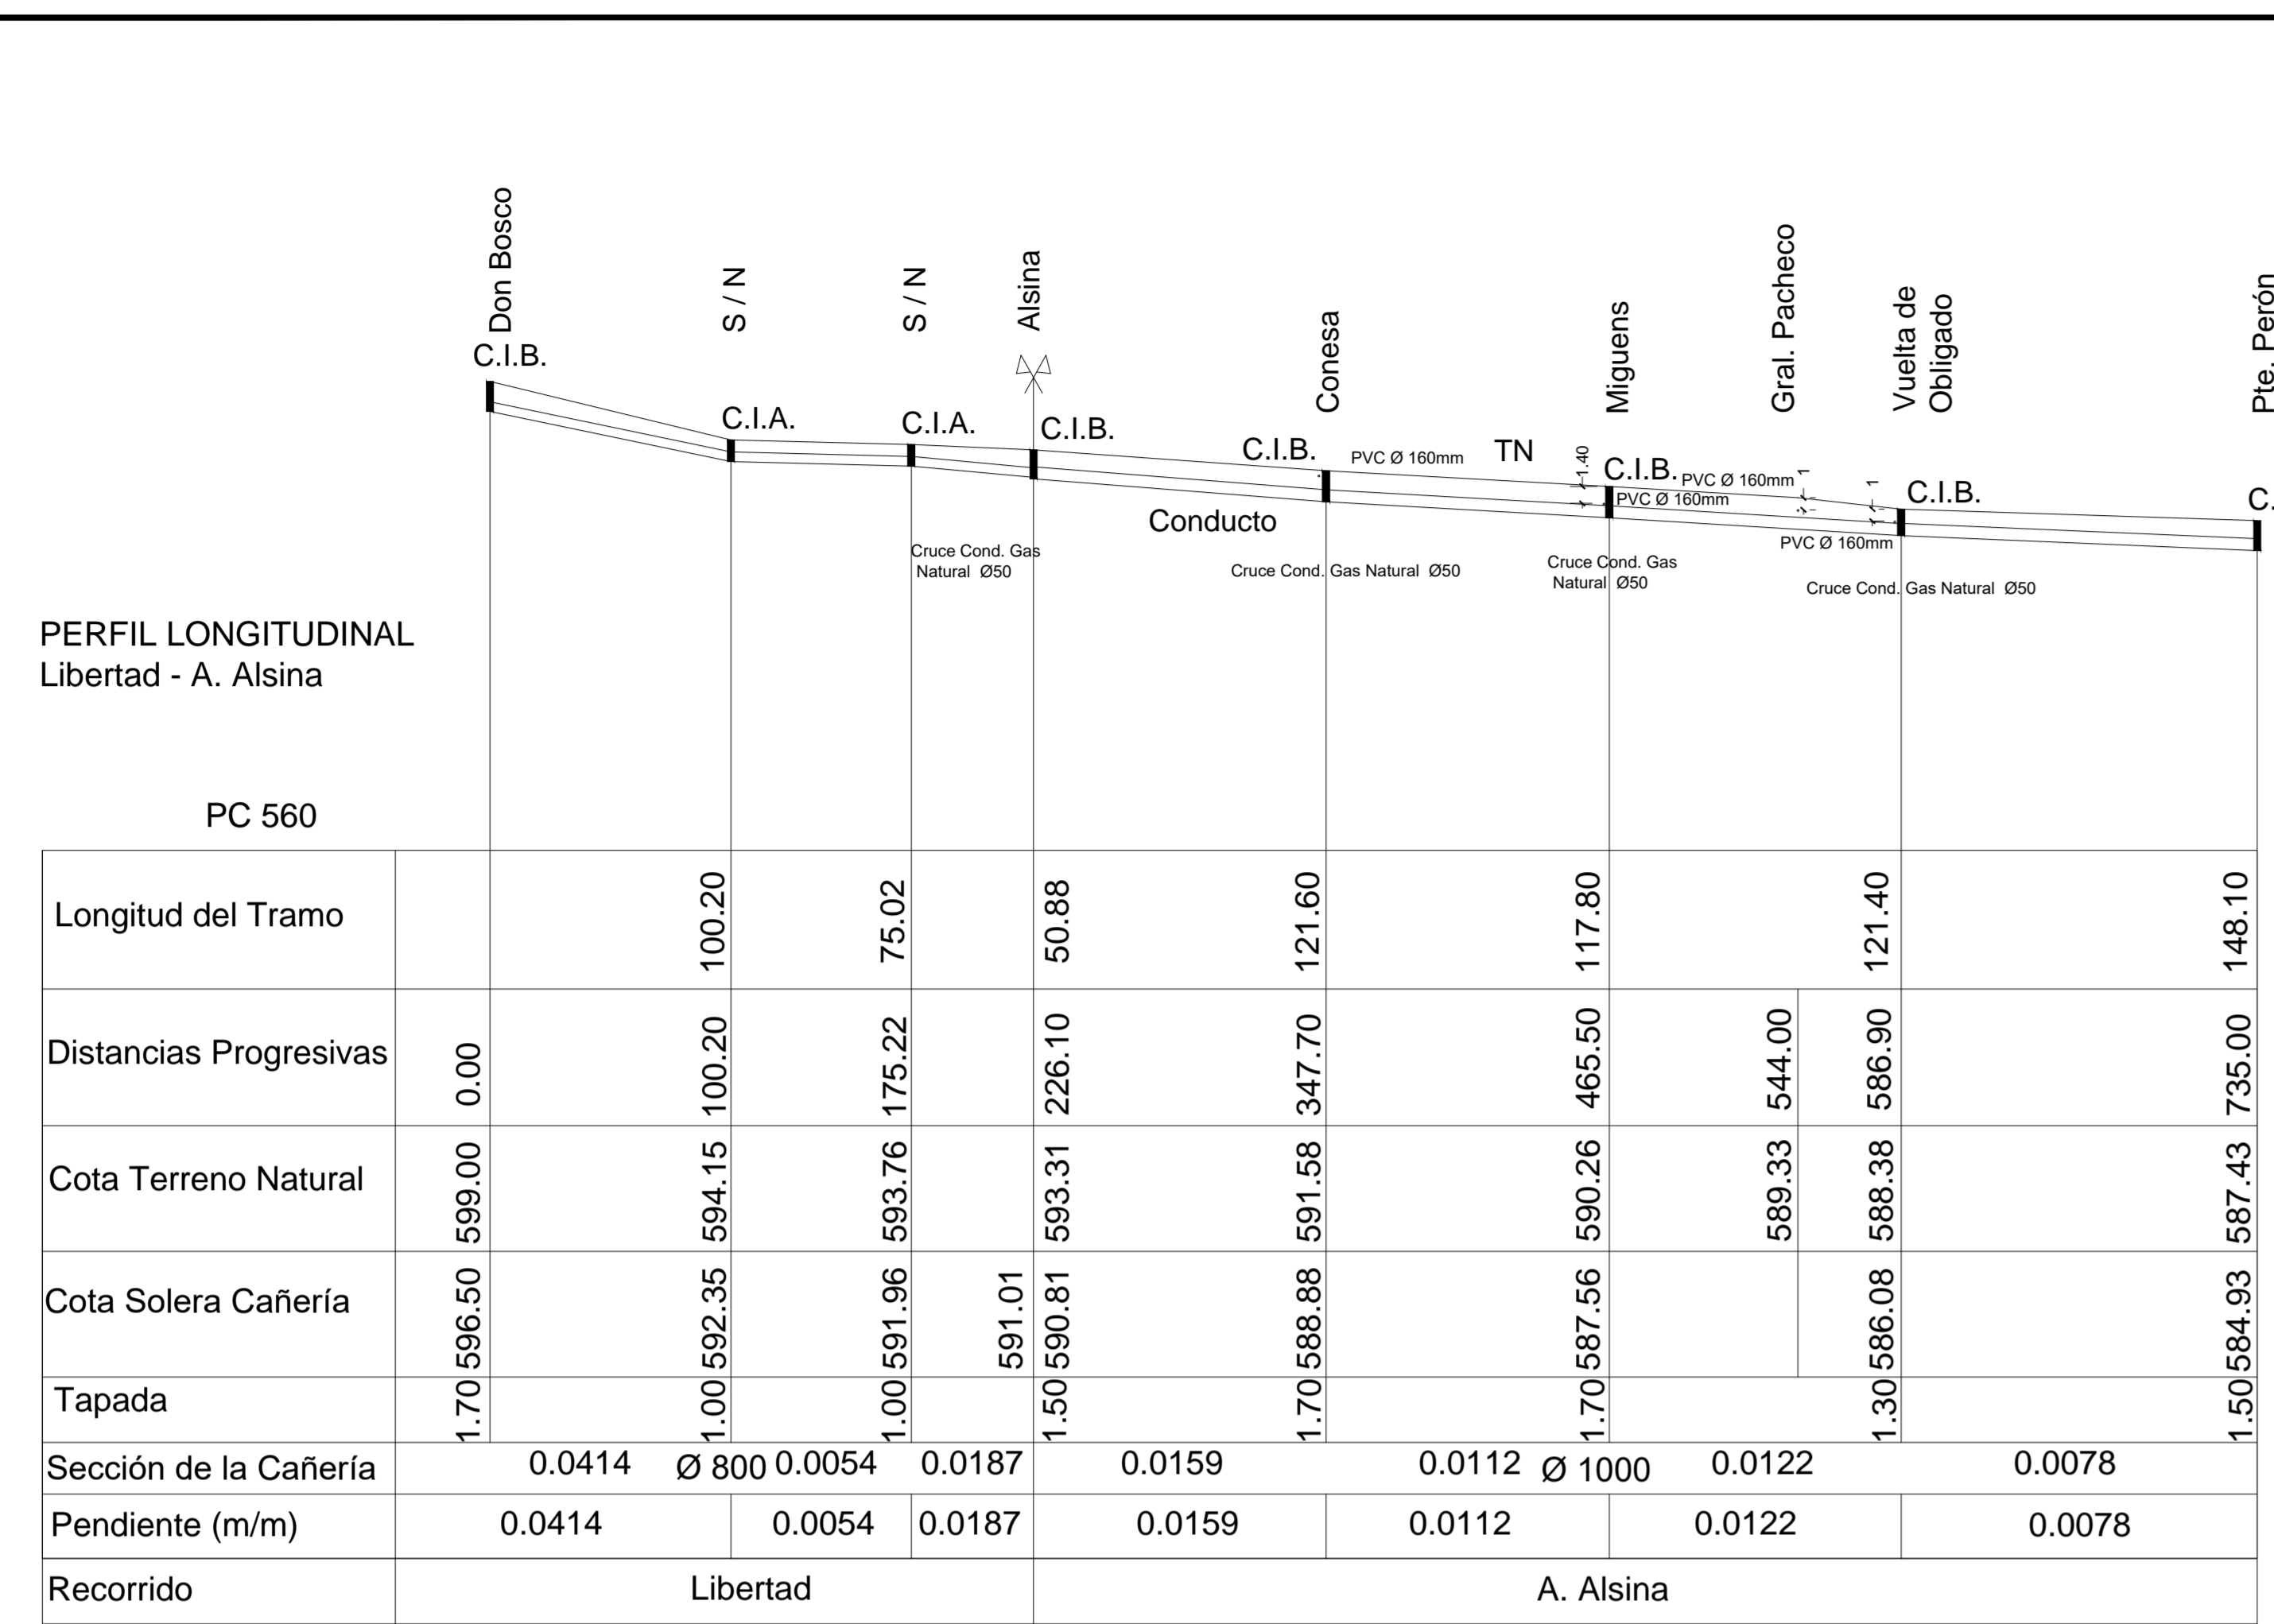 Don Bosco
S / N
S / N
Alsina
Conesa
Miguens
Gral. Pacheco
Vuelta de
Obligado
Pte. Perón
C.I.B.
C.I.A.
C.I.A.
C.I.B.
C.I.B.
PVC Ø 160mm
TN
1.40
C.I.B.
PVC Ø 160mm
1
PVC Ø 160mm
1
C.I.B.
C.
Conducto
PVC Ø 160mm
Cruce Cond. Gas
Natural Ø50
Cruce Cond. Gas Natural Ø50
Cruce Cond. Gas
Natural Ø50
Cruce Cond. Gas Natural Ø50
PERFIL LONGITUDINAL
Libertad - A. Alsina
PC 560
Longitud del Tramo 100.20 75.02 50.88 121.60 117.80 121.40 148.10
Distancias Progresivas 0.00 100.20 175.22 226.10 347.70 465.50 544.00 586.90 735.00
Cota Terreno Natural 599.00 594.15 593.76 593.31 591.58 590.26 589.33 588.38 587.43
Cota Solera Cañería 596.50 592.35 591.96 591.01 590.81 588.88 587.56 586.08 584.93
Tapada 1.70 1.00 1.00 1.50 1.70 1.70 1.30 1.50
Sección de la Cañería 0.0414 Ø 800 0.0054 0.0187 0.0159 0.0112 Ø 1000 0.0122 0.0078
Pendiente (m/m) 0.0414 0.0054 0.0187 0.0159 0.0112 0.0122 0.0078
Recorrido Libertad A. Alsina